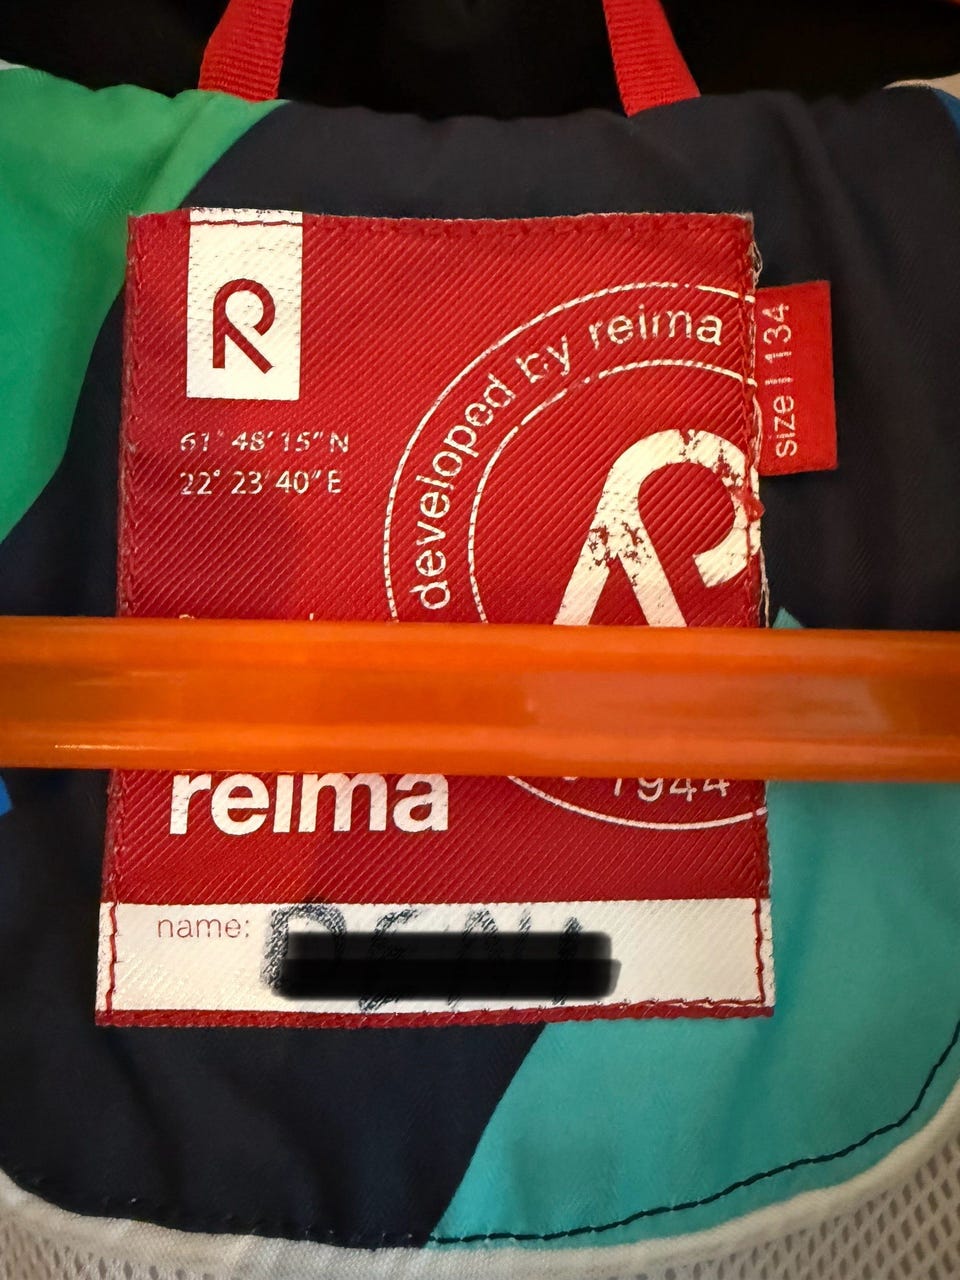 61° 48' 15" N
22° 23' 40" E
developed by reima
size | 134
reima
1944
name: